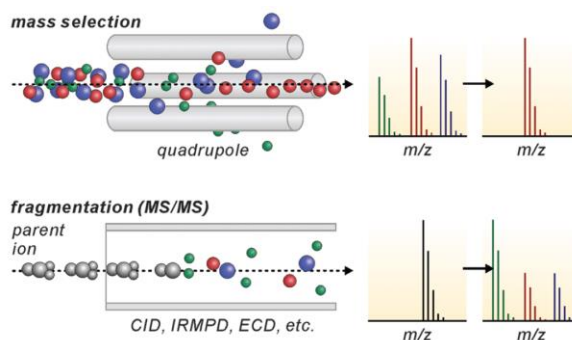 mass selection
quadrupole
m/z
m/z
fragmentation (MS/MS)
parent
ion
CID, IRMPD, ECD, etc.
m/z
m/z